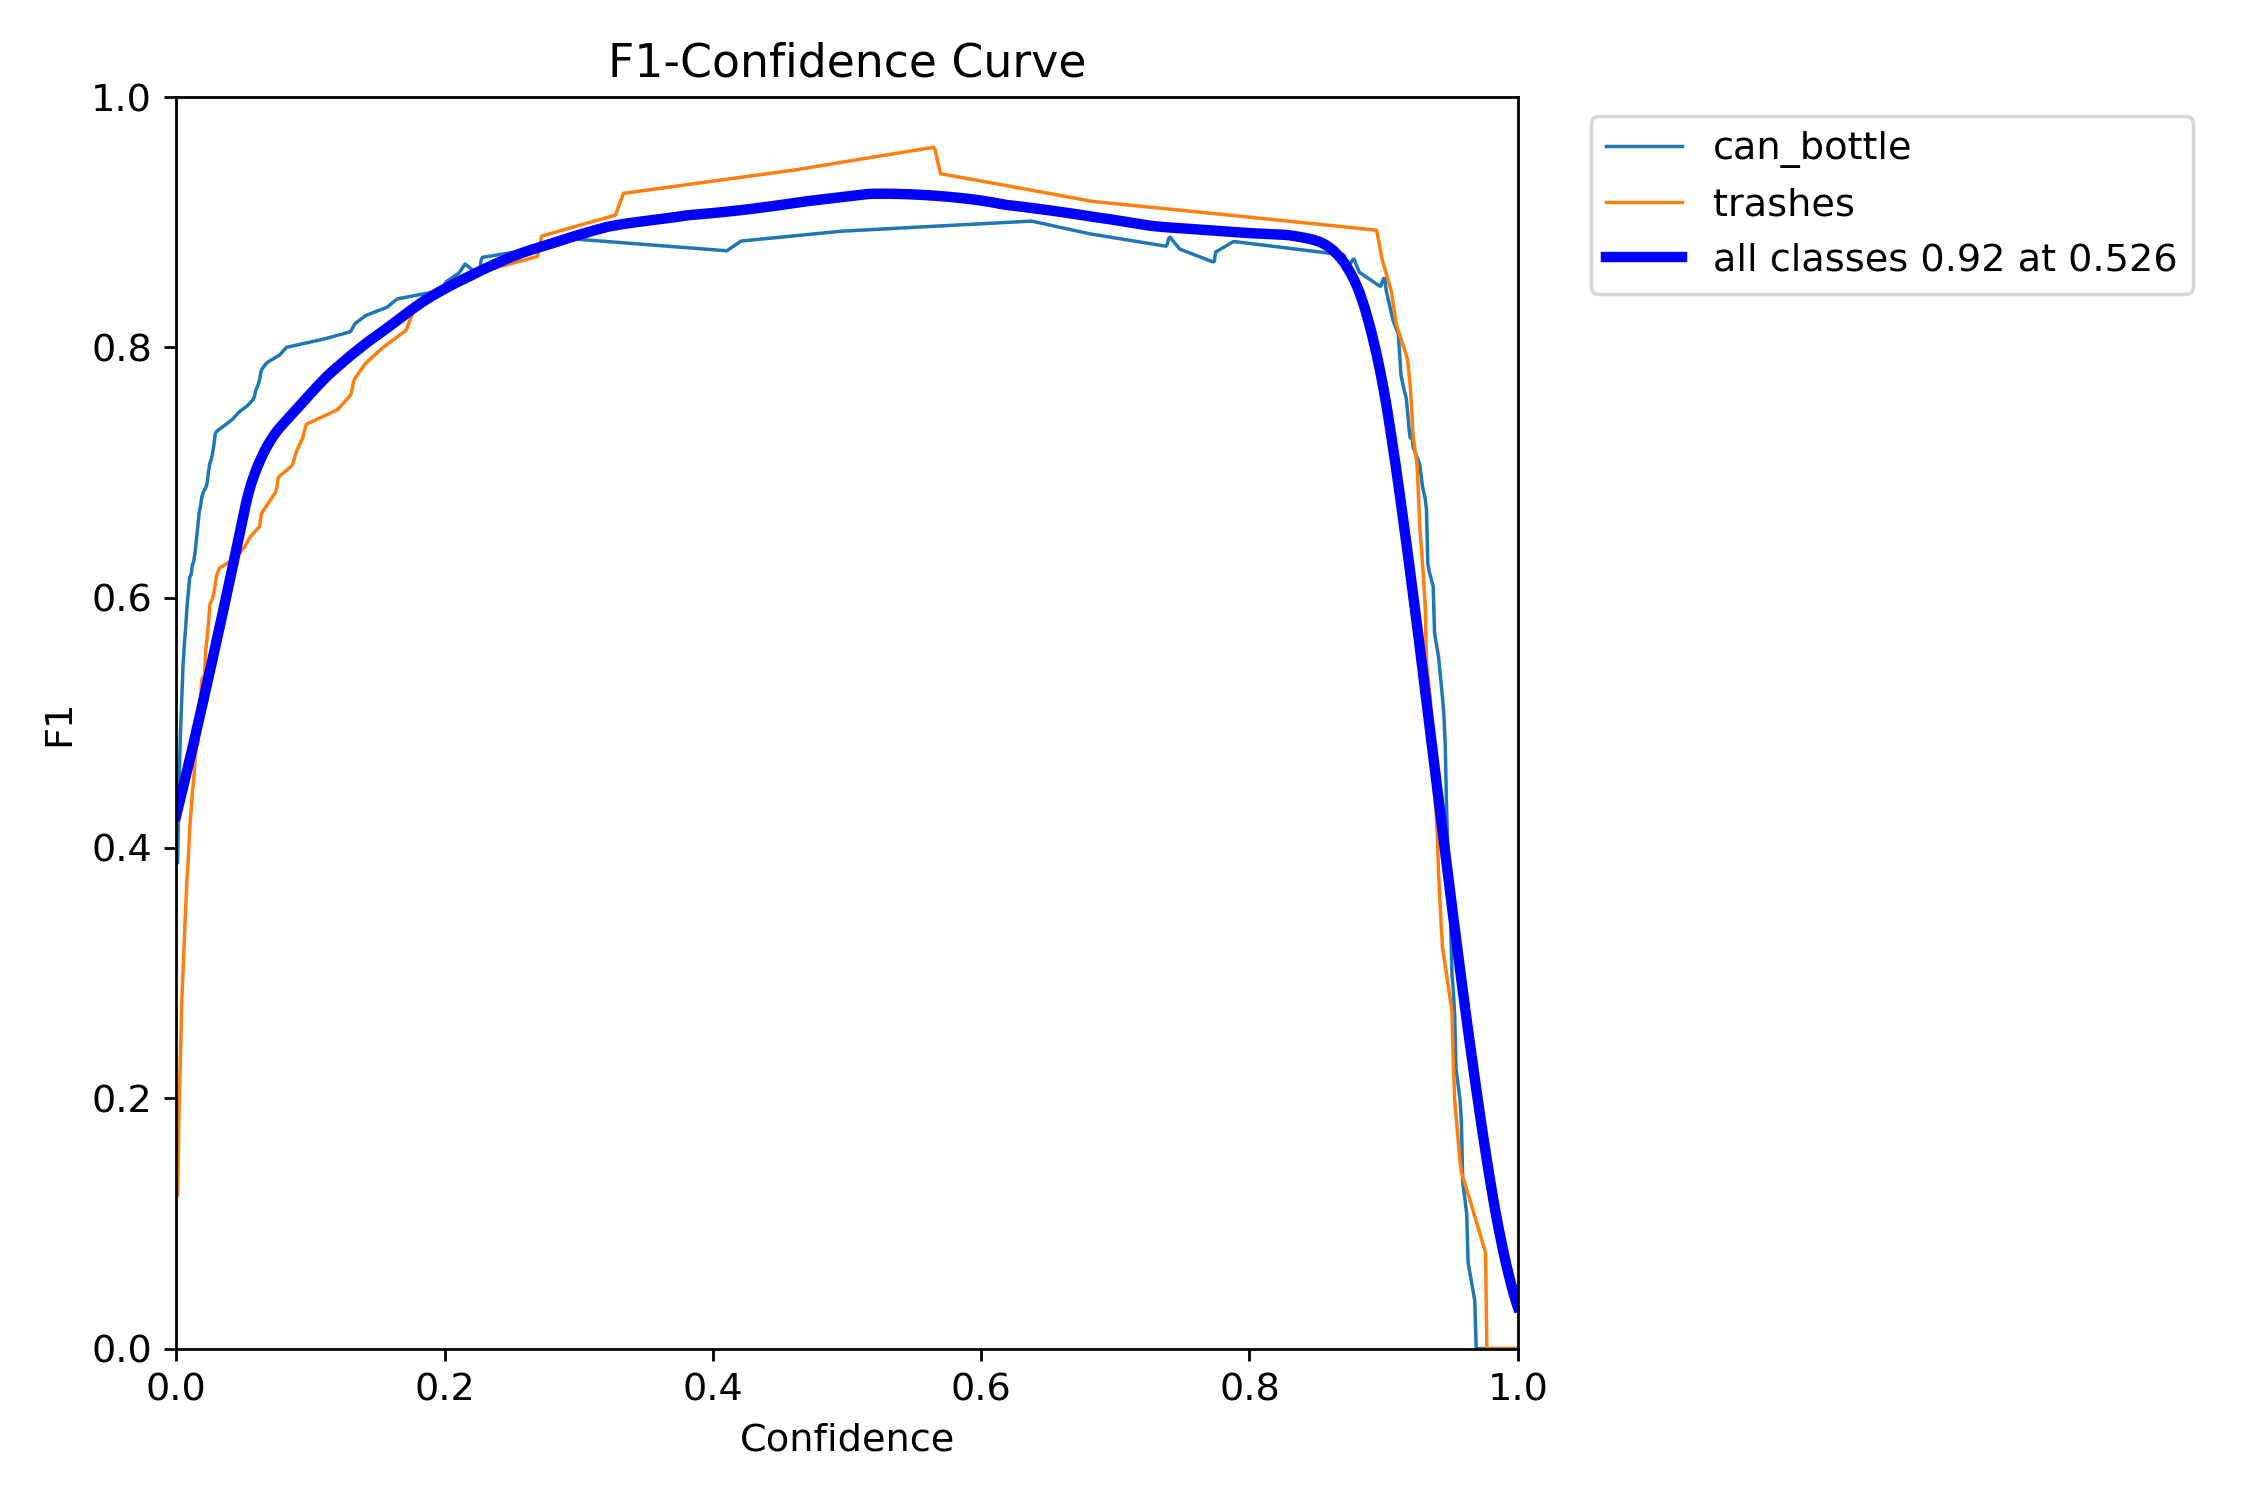 F1-Confidence Curve
1.0
0.8
0.6
0.4
0.2
0.0
F1
0.0 0.2 0.4 0.6 0.8 1.0
Confidence
can_bottle
trashes
all classes 0.92 at 0.526